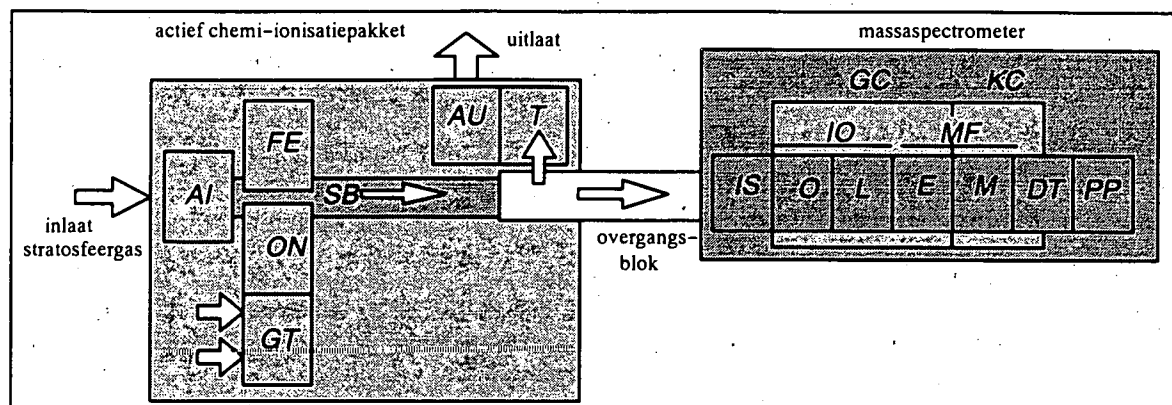 actief chemi-ionisatiepakket
uitlaat
massaspectrometer
GC KC
AU T
FE
IO MF
AI
SB
IS O L E M DT PP
inlaat
stratosfeergas
ON
overgangs-
blok
GT